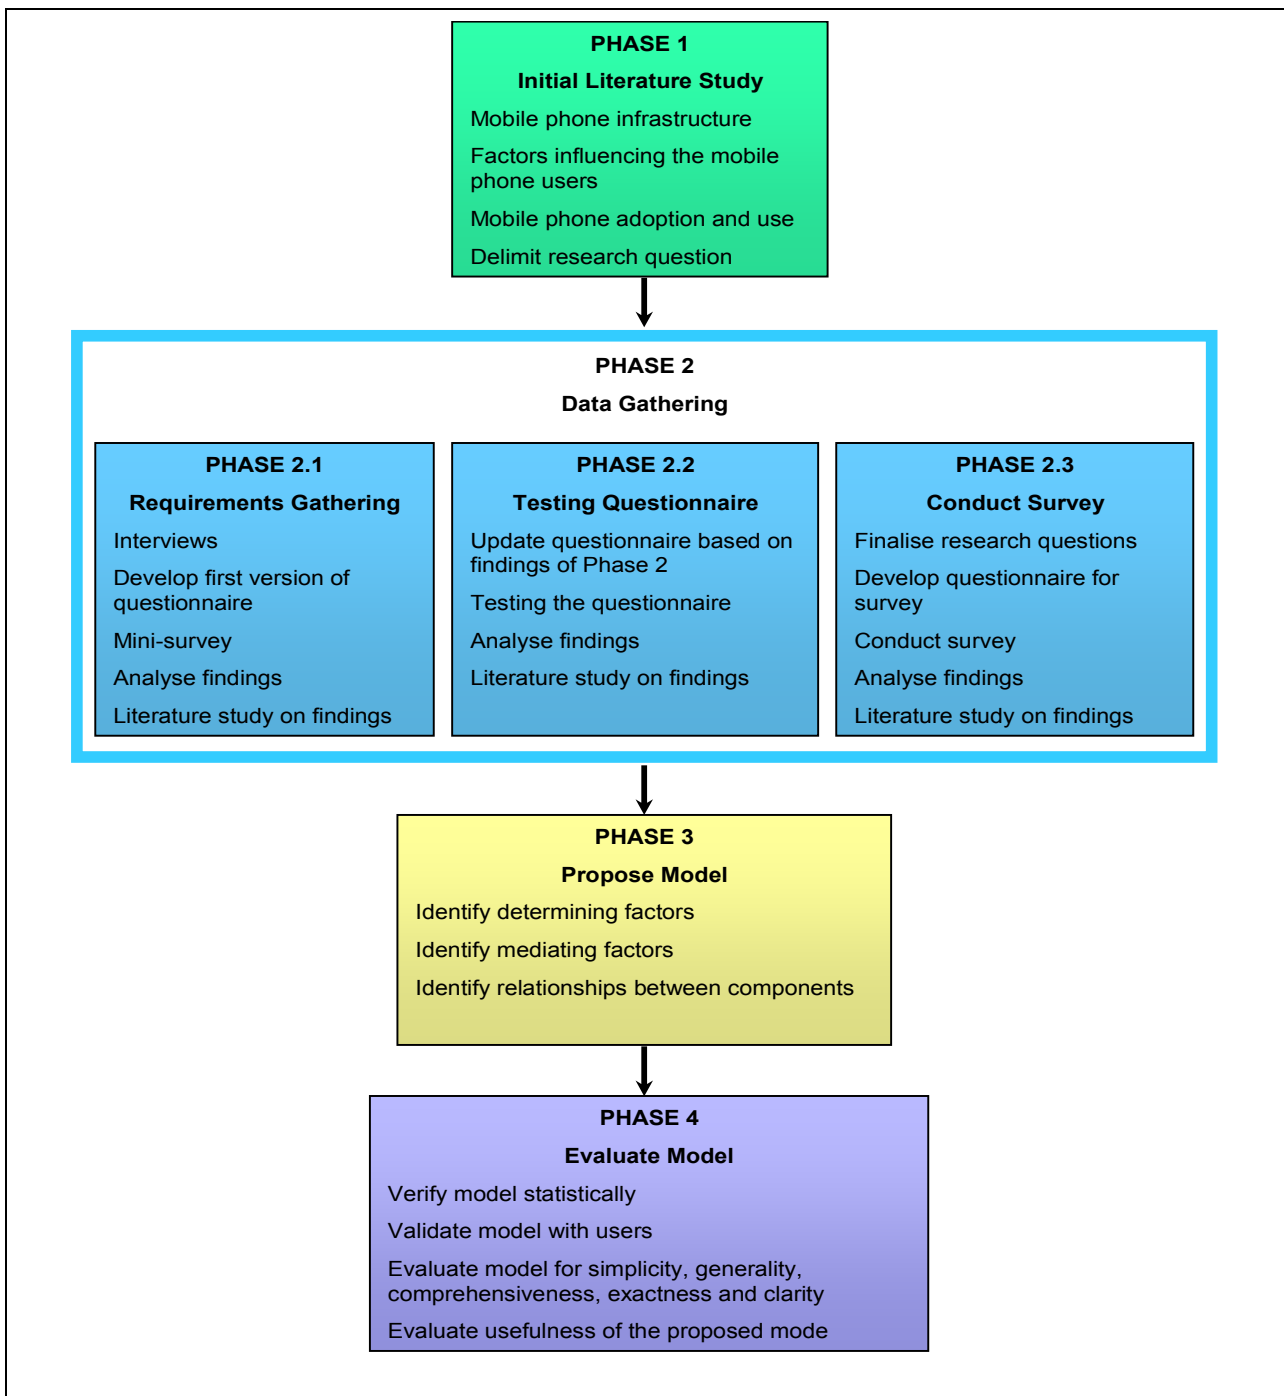 PHASE 1
Initial Literature Study
Mobile phone infrastructure
Factors influencing the mobile
phone users
Mobile phone adoption and use
Delimit research question
PHASE 2
Data Gathering
PHASE 2.1
Requirements Gathering
Interviews
Develop first version of
questionnaire
Mini-survey
Analyse findings
Literature study on findings
PHASE 2.2
Testing Questionnaire
Update questionnaire based on
findings of Phase 2
Testing the questionnaire
Analyse findings
Literature study on findings
PHASE 2.3
Conduct Survey
Finalise research questions
Develop questionnaire for
survey
Conduct survey
Analyse findings
Literature study on findings
PHASE 3
Propose Model
Identify determining factors
Identify mediating factors
Identify relationships between components
PHASE 4
Evaluate Model
Verify model statistically
Validate model with users
Evaluate model for simplicity, generality,
comprehensiveness, exactness and clarity
Evaluate usefulness of the proposed mode